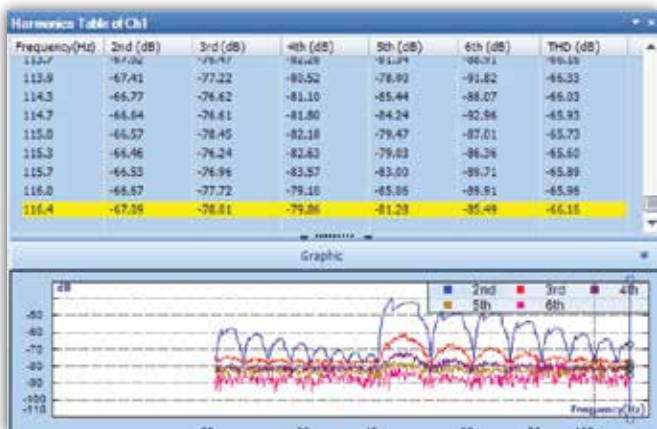 Harmonics Table of Ch1
Frequency(Hz) 2nd (dB) 3rd (dB) 4th (dB) 5th (dB) 6th (dB) THD (dB)
113.9 -67.41 -77.22 -80.52 -78.90 -91.82 -66.33
114.3 -66.77 -76.62 -81.10 -85.44 -88.07 -66.03
114.7 -66.64 -76.61 -81.80 -84.24 -92.96 -65.93
115.0 -66.57 -78.45 -82.18 -79.47 -87.01 -65.73
115.3 -66.46 -76.24 -82.63 -79.03 -86.36 -65.60
115.7 -66.53 -76.96 -83.57 -83.00 -89.71 -65.89
116.0 -66.67 -77.72 -79.10 -85.06 -89.91 -65.96
116.4 -67.09 -78.01 -79.86 -81.28 -85.49 -66.16
Graphic
dB
2nd 3rd 4th
5th 6th
-50
-60
-70
-80
-90
-100
-110
Frequency(Hz)